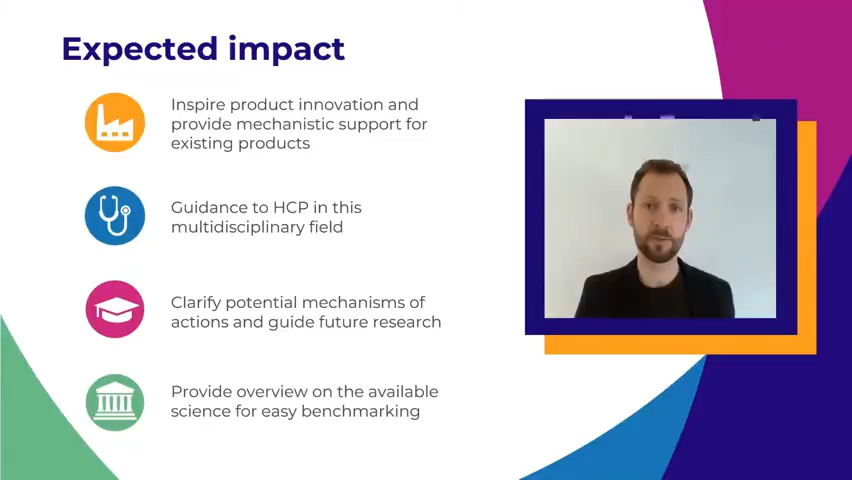 Expected impact
Inspire product innovation and
provide mechanistic support for
existing products
Guidance to HCP in this
multidisciplinary field
Clarify potential mechanisms of
actions and guide future research
Provide overview on the available
science for easy benchmarking